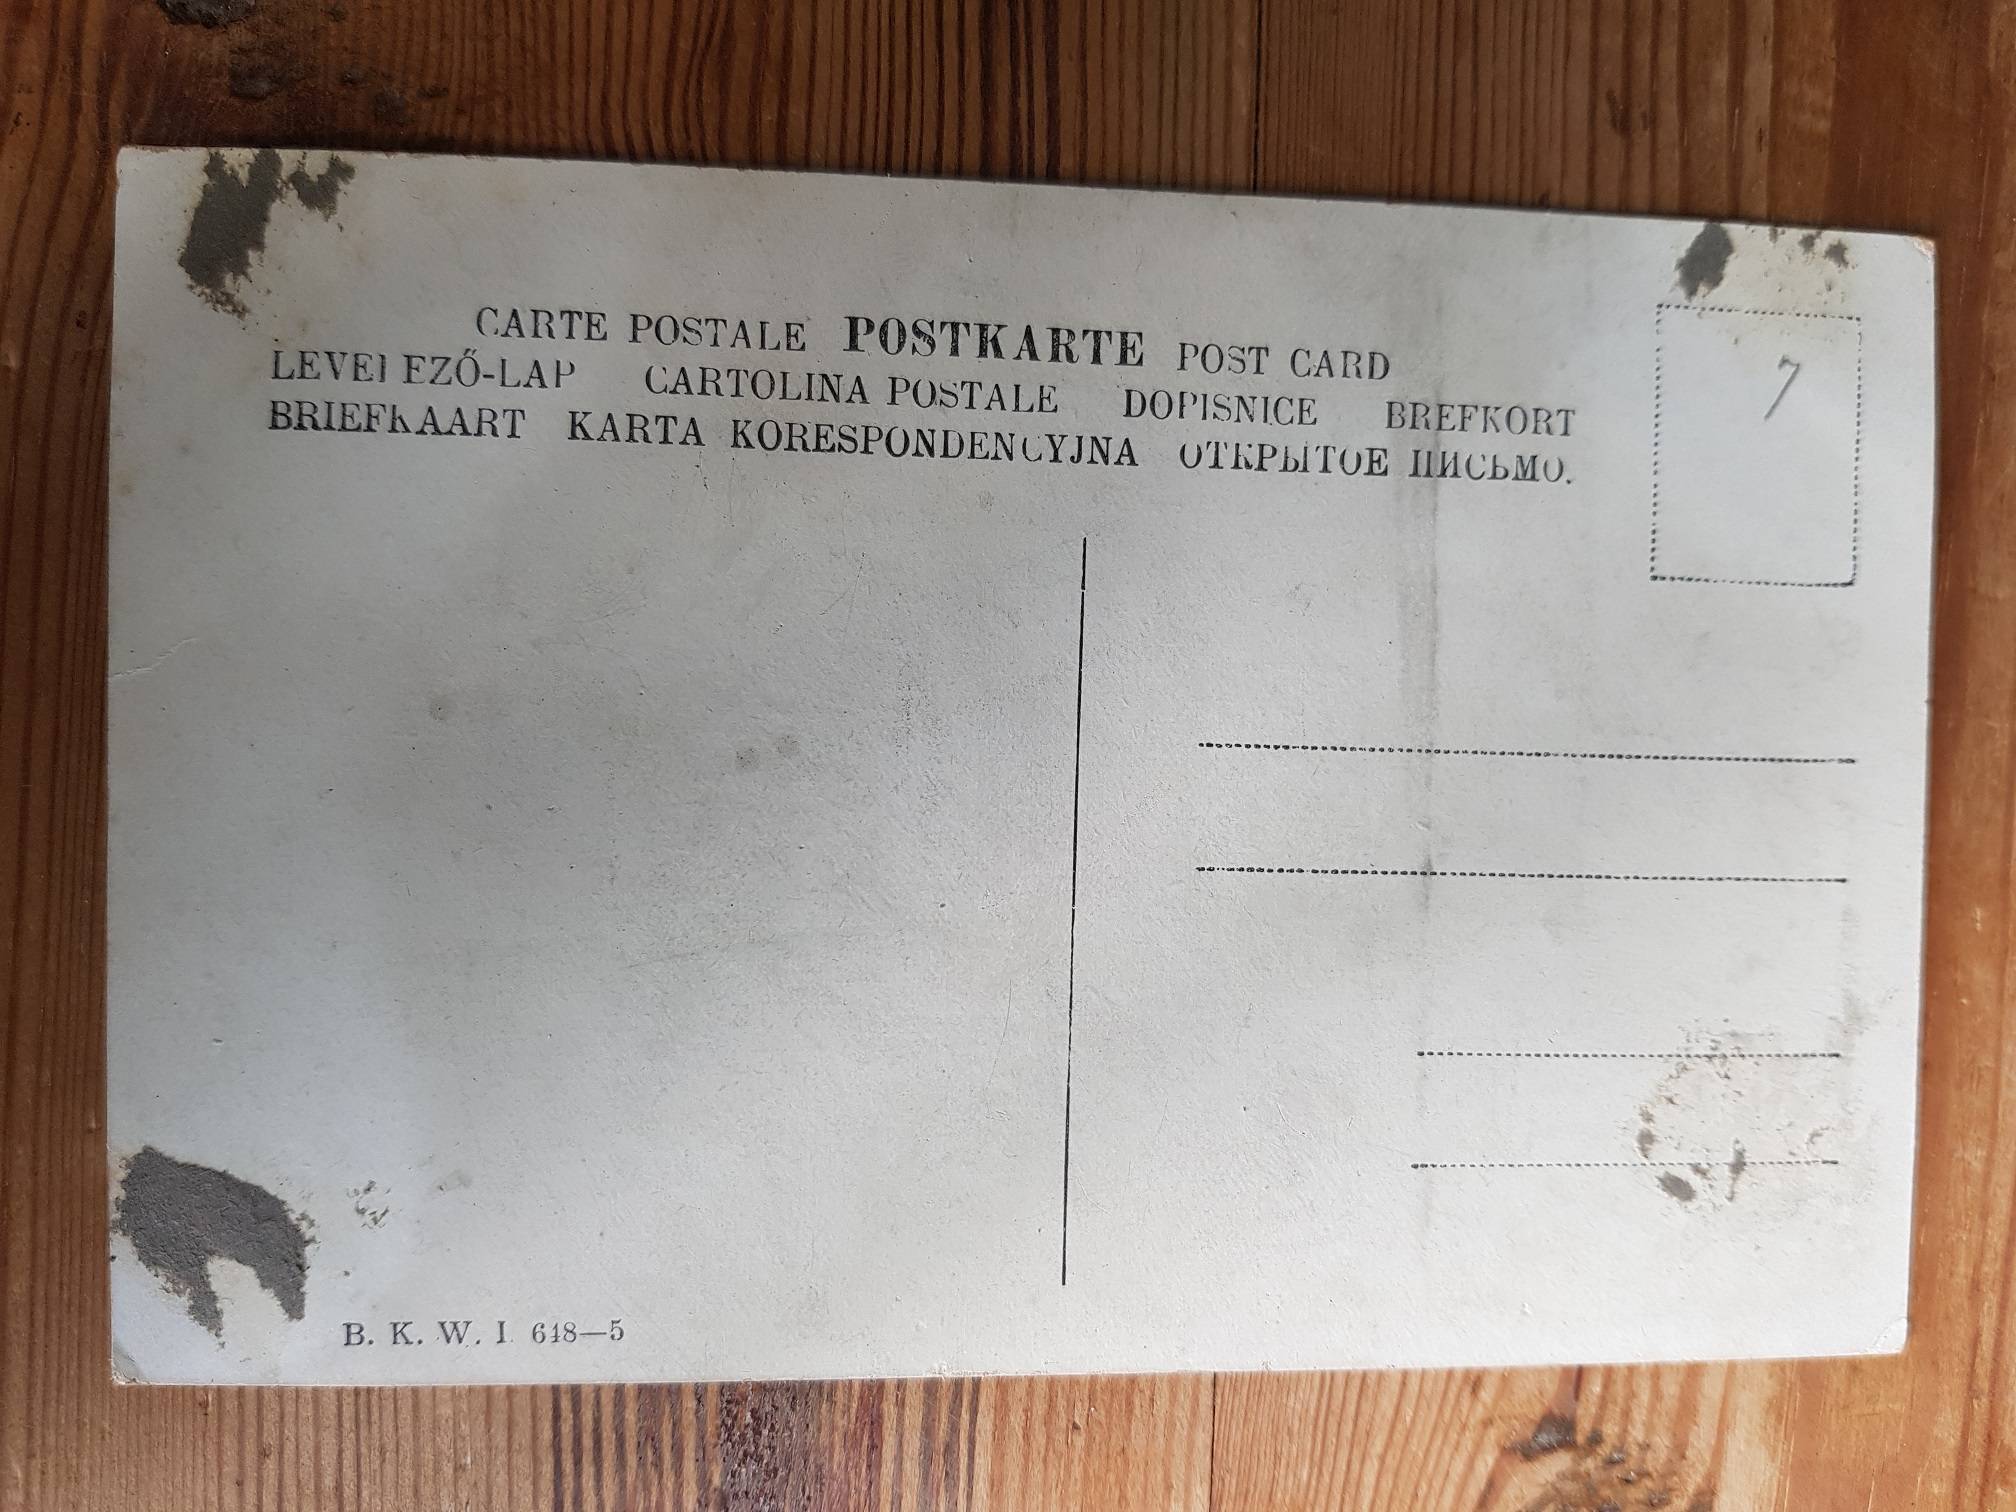 CARTE POSTALE POSTKARTE POST CARD
LEVELEZŐ-LAP CARTOLINA POSTALE DOPISNICE BREFKORT
BRIEFKAART KARTA KORESPONDENCYJNA ОТКРЫТОЕ ПИСЬМО.
7
B. K. W. I. 648—5